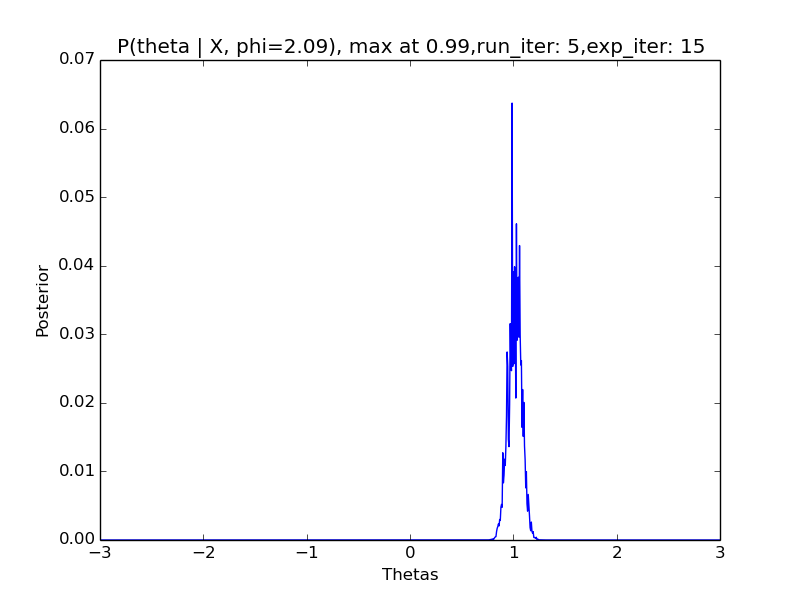 P(theta | X, phi=2.09), max at 0.99,run_iter: 5,exp_iter: 15
0.07
0.06
0.05
0.04
0.03
0.02
0.01
0.00
Posterior
−3 −2 −1 0 1 2 3
Thetas